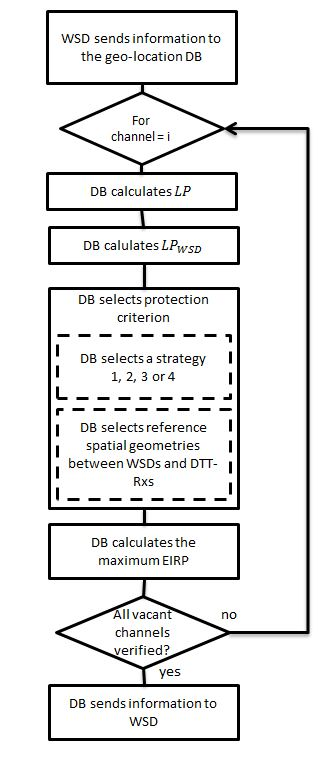 WSD sends information to
the geo-location DB
For
channel = i
DB calculates LP
DB calulates LP_WSD
DB selects protection
criterion
DB selects a strategy
1, 2, 3 or 4
DB selects reference
spatial geometries
between WSDs and DTT-
Rxs
DB calculates the
maximum EIRP
All vacant
channels
verified?
no
yes
DB sends information to
WSD